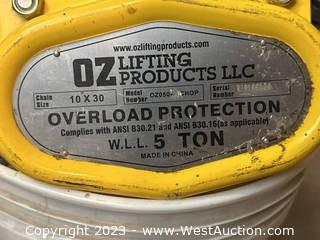 www.ozliftingproducts.com
OZ LIFTING
PRODUCTS LLC
Chain Size 10 X 30 Model Number Serial Number
OVERLOAD PROTECTION
Complies with ANSI B30.21 and ANSI B30.16(as applicable)
W.L.L. 5 TON
MADE IN CHINA
Copyright 2023 - www.WestAuction.com